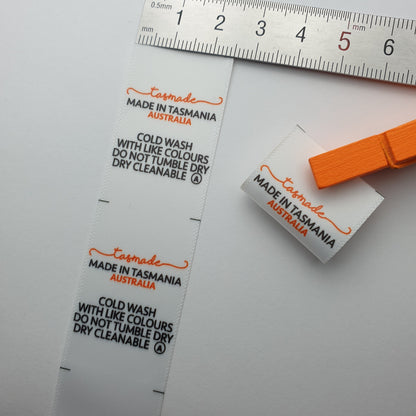 0.5mm 1 2 3 4 5 6 mm
tasmade
MADE IN TASMANIA
AUSTRALIA
COLD WASH
WITH LIKE COLOURS
DO NOT TUMBLE DRY
DRY CLEANABLE Ⓐ
tasmade
MADE IN TASMANIA
AUSTRALIA
COLD WASH
WITH LIKE COLOURS
DO NOT TUMBLE DRY
DRY CLEANABLE Ⓐ
tasmade
MADE IN TASMANIA
AUSTRALIA